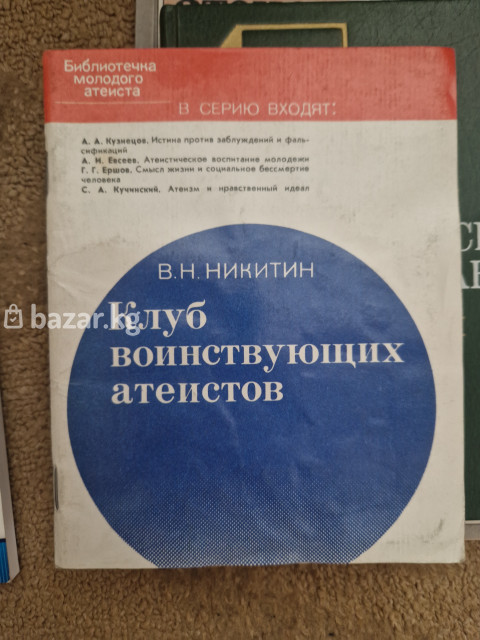 Библиотечка
молодого
атеиста
В СЕРИЮ ВХОДЯТ:
А. А. Кузнецов. Истина против заблуждений и фаль-
сификаций
А. Н. Евсеев. Атеистическое воспитание молодежи
Г. Г. Ершов. Смысл жизни и социальное бессмертие
человека
С. А. Кучинский. Атеизм и нравственный идеал
В.Н. НИКИТИН
Клуб
воинствующих
атеистов
bazar.kg